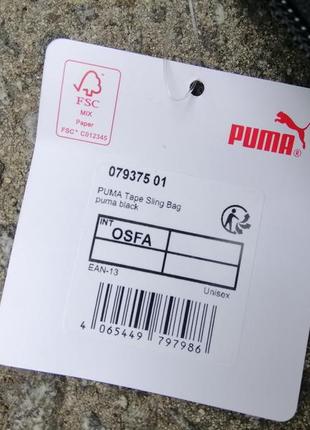 FSC
MIX
Paper
FSC® C012345
PUMA®
079375 01
PUMA Tape Sling Bag
puma black
INT
OSFA
EAN-13
Unisex
4 065449 797986